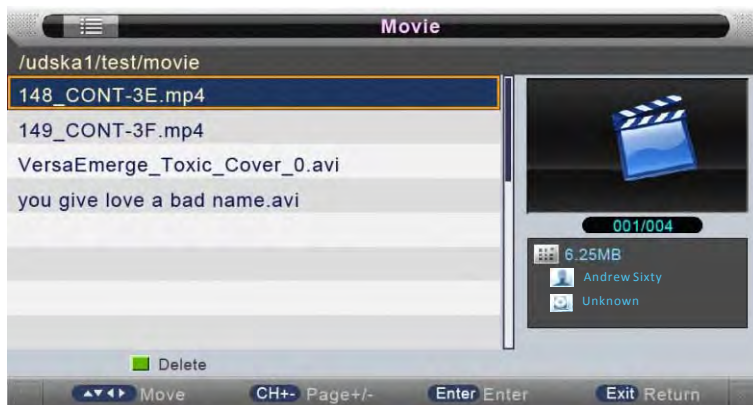 Movie
/udska1/test/movie
148_CONT-3E.mp4
149_CONT-3F.mp4
VersaEmerge_Toxic_Cover_0.avi
you give love a bad name.avi
001/004
6.25MB
Andrew Sixty
Unknown
Delete
Move CH+- Page+/- Enter Enter Exit Return